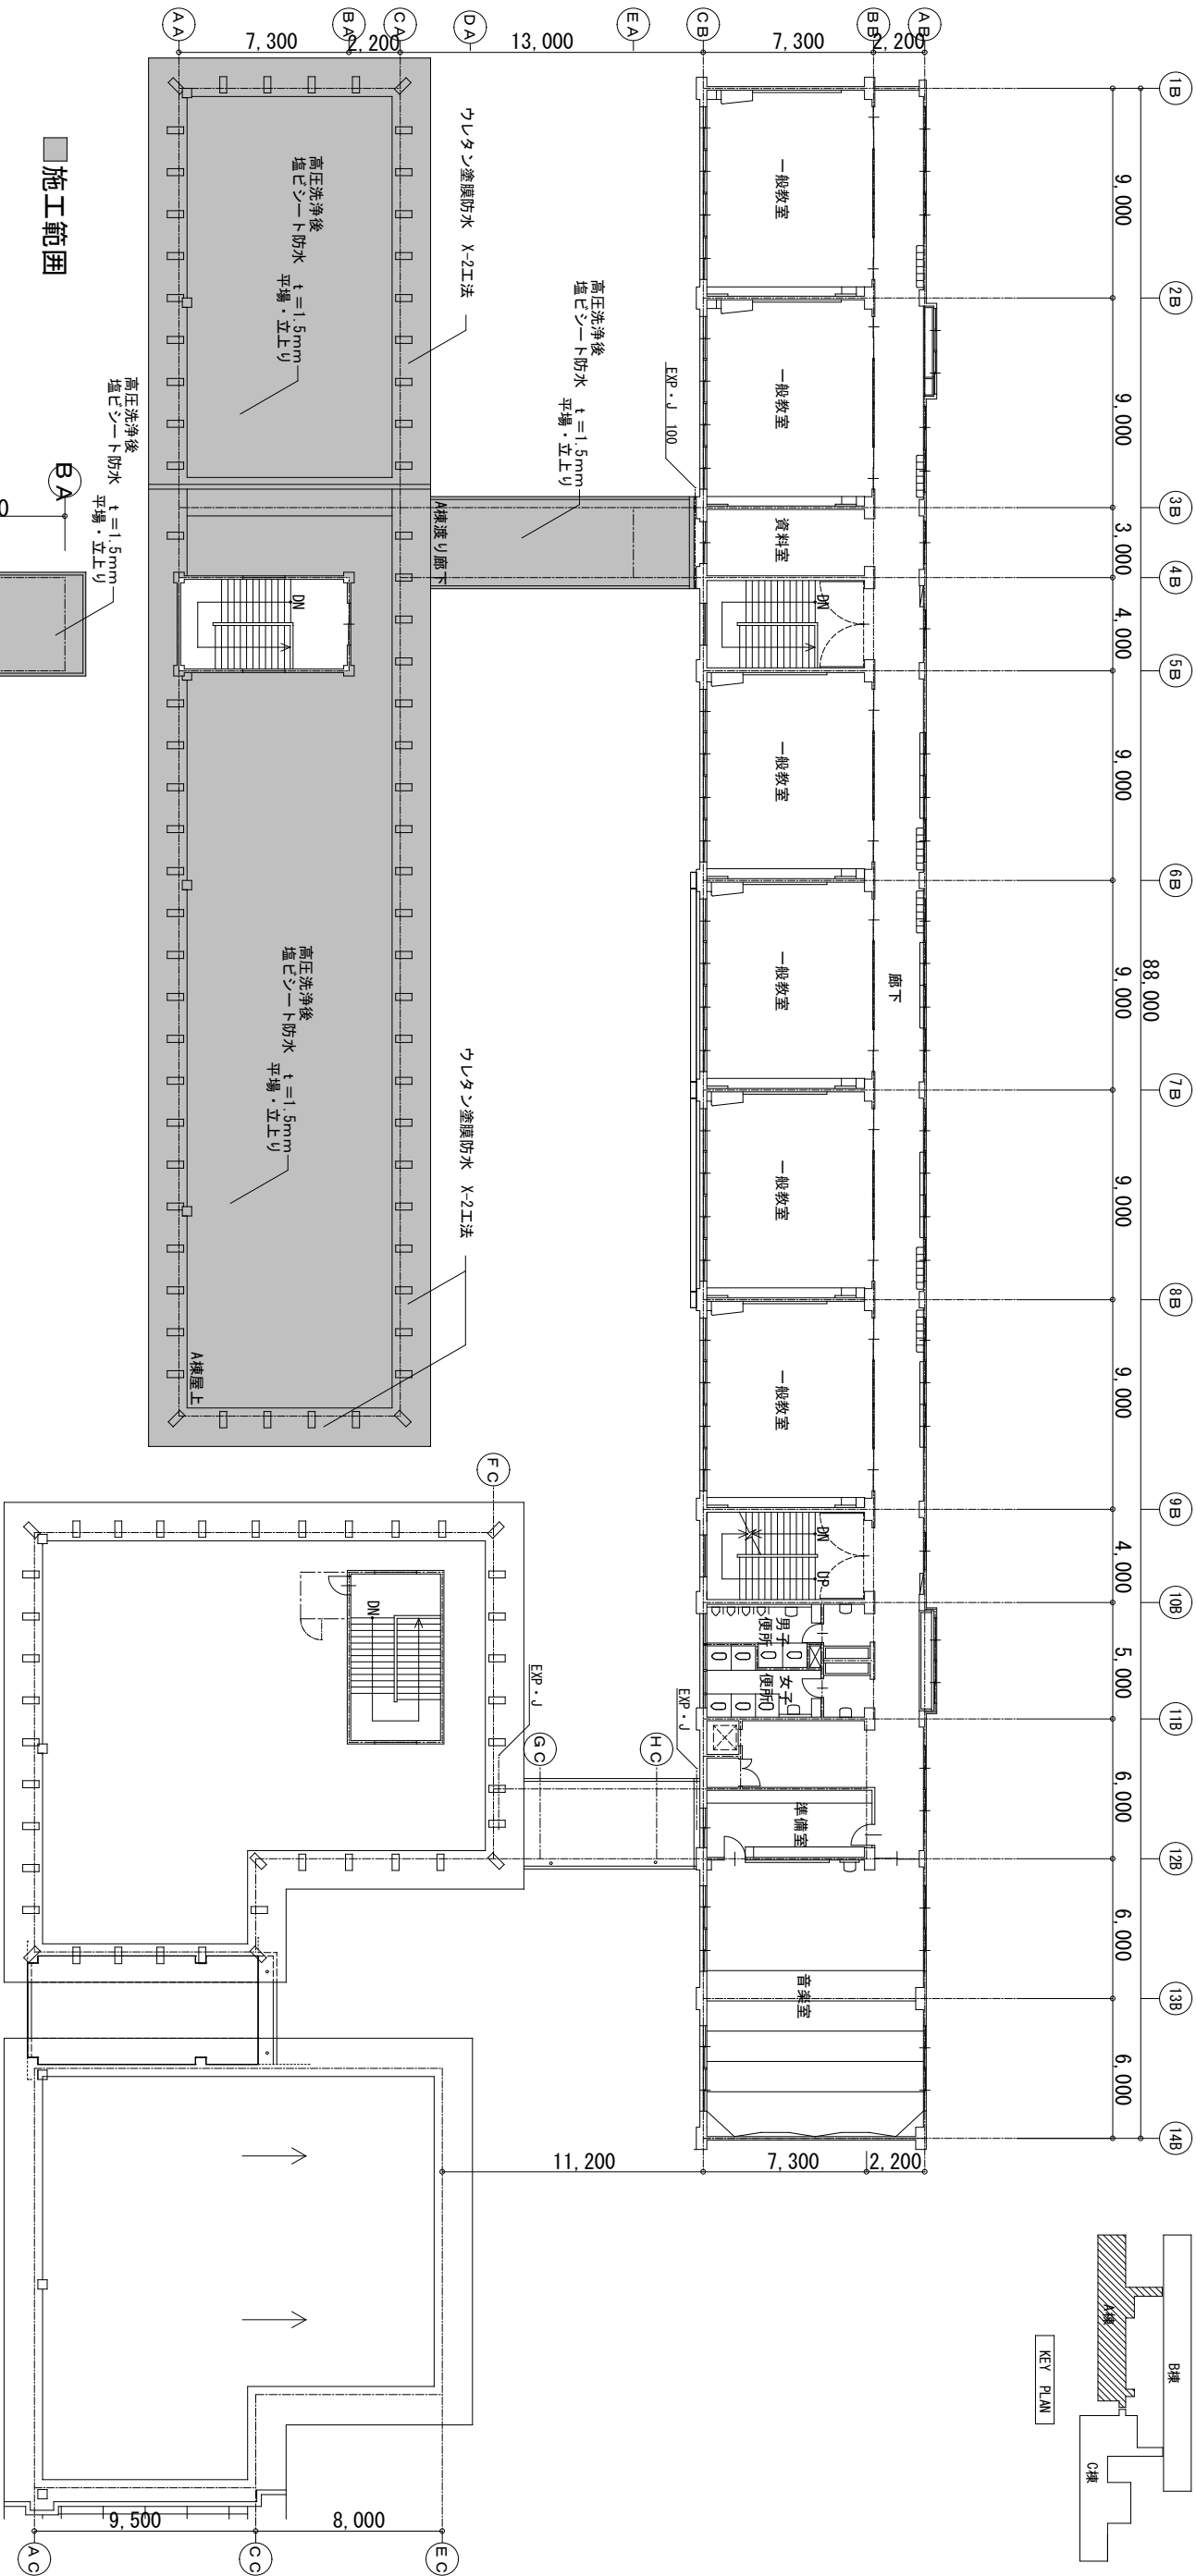 1B
2B
3B
4B
5B
6B
7B
8B
9B
10B
11B
12B
13B
14B
88,000
9,000
9,000
3,000
4,000
9,000
9,000
9,000
9,000
4,000
5,000
6,000
6,000
6,000
AB
BB
CB
EA
DA
CA
BA
AA
2,200
7,300
13,000
2,200
7,300
一般教室
一般教室
資料室
DN
一般教室
一般教室
廊下
一般教室
一般教室
DN
UP
男子
便所
女子
便所
準備室
音楽室
EXP・J 100
EXP・J
EXP・J
高圧洗浄後
塩ビシート防水 t=1.5mm
平場・立上り
A棟渡り廊下
ウレタン塗膜防水 X-2工法
ウレタン塗膜防水 X-2工法
高圧洗浄後
塩ビシート防水 t=1.5mm
平場・立上り
DN
高圧洗浄後
塩ビシート防水 t=1.5mm
平場・立上り
A棟屋上
高圧洗浄後
塩ビシート防水 t=1.5mm
平場・立上り
BA
施工範囲
FC
GC
HC
DN
2,200
7,300
11,200
8,000
9,500
EC
CC
AC
B棟
A棟
C棟
KEY PLAN